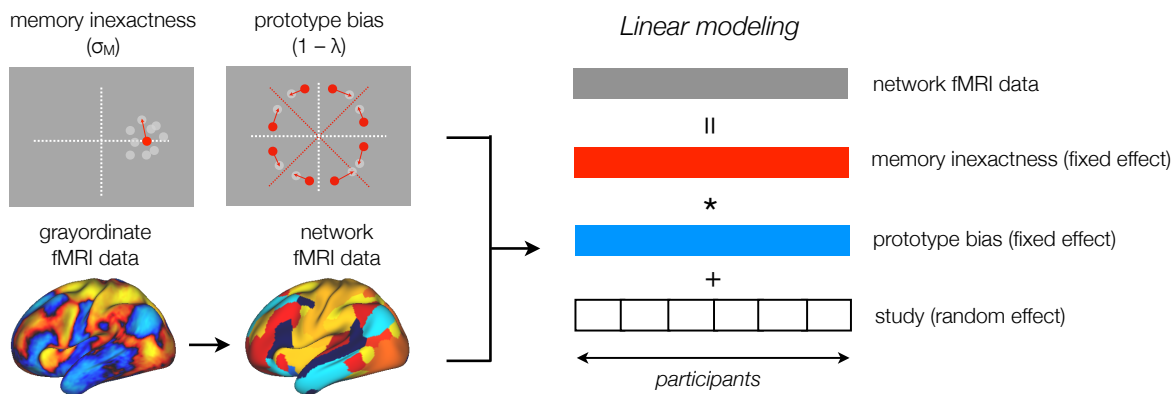 memory inexactness
(σM)
prototype bias
(1 – λ)
grayordinate
fMRI data
network
fMRI data
Linear modeling
network fMRI data
=
memory inexactness (fixed effect)
*
prototype bias (fixed effect)
+
study (random effect)
participants